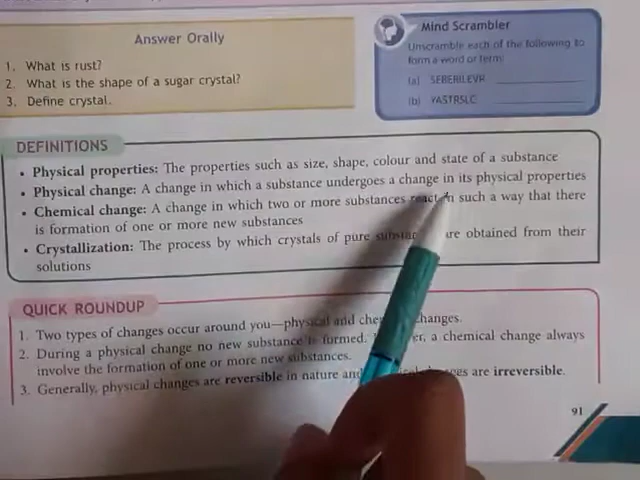 Answer Orally
1. What is rust?
2. What is the shape of a sugar crystal?
3. Define crystal.
Mind Scrambler
Unscramble each of the following to
form a word or term:
(a) SEBERILEVR
(b) YASTRSLC
DEFINITIONS
• Physical properties: The properties such as size, shape, colour and state of a substance
• Physical change: A change in which a substance undergoes a change in its physical properties
• Chemical change: A change in which two or more substances react in such a way that there
is formation of one or more new substances
• Crystallization: The process by which crystals of pure are obtained from their
solutions
QUICK ROUNDUP
1. Two types of changes occur around you—physical and changes.
2. During a physical change no new substance is formed. a chemical change always
involve the formation of one or more new substances.
3. Generally, physical changes are reversible in nature and are irreversible.
91